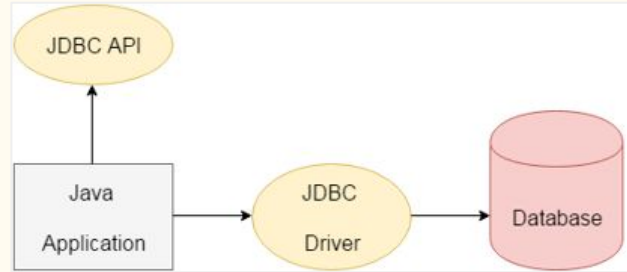 JDBC API
Java
Application
JDBC
Driver
Database